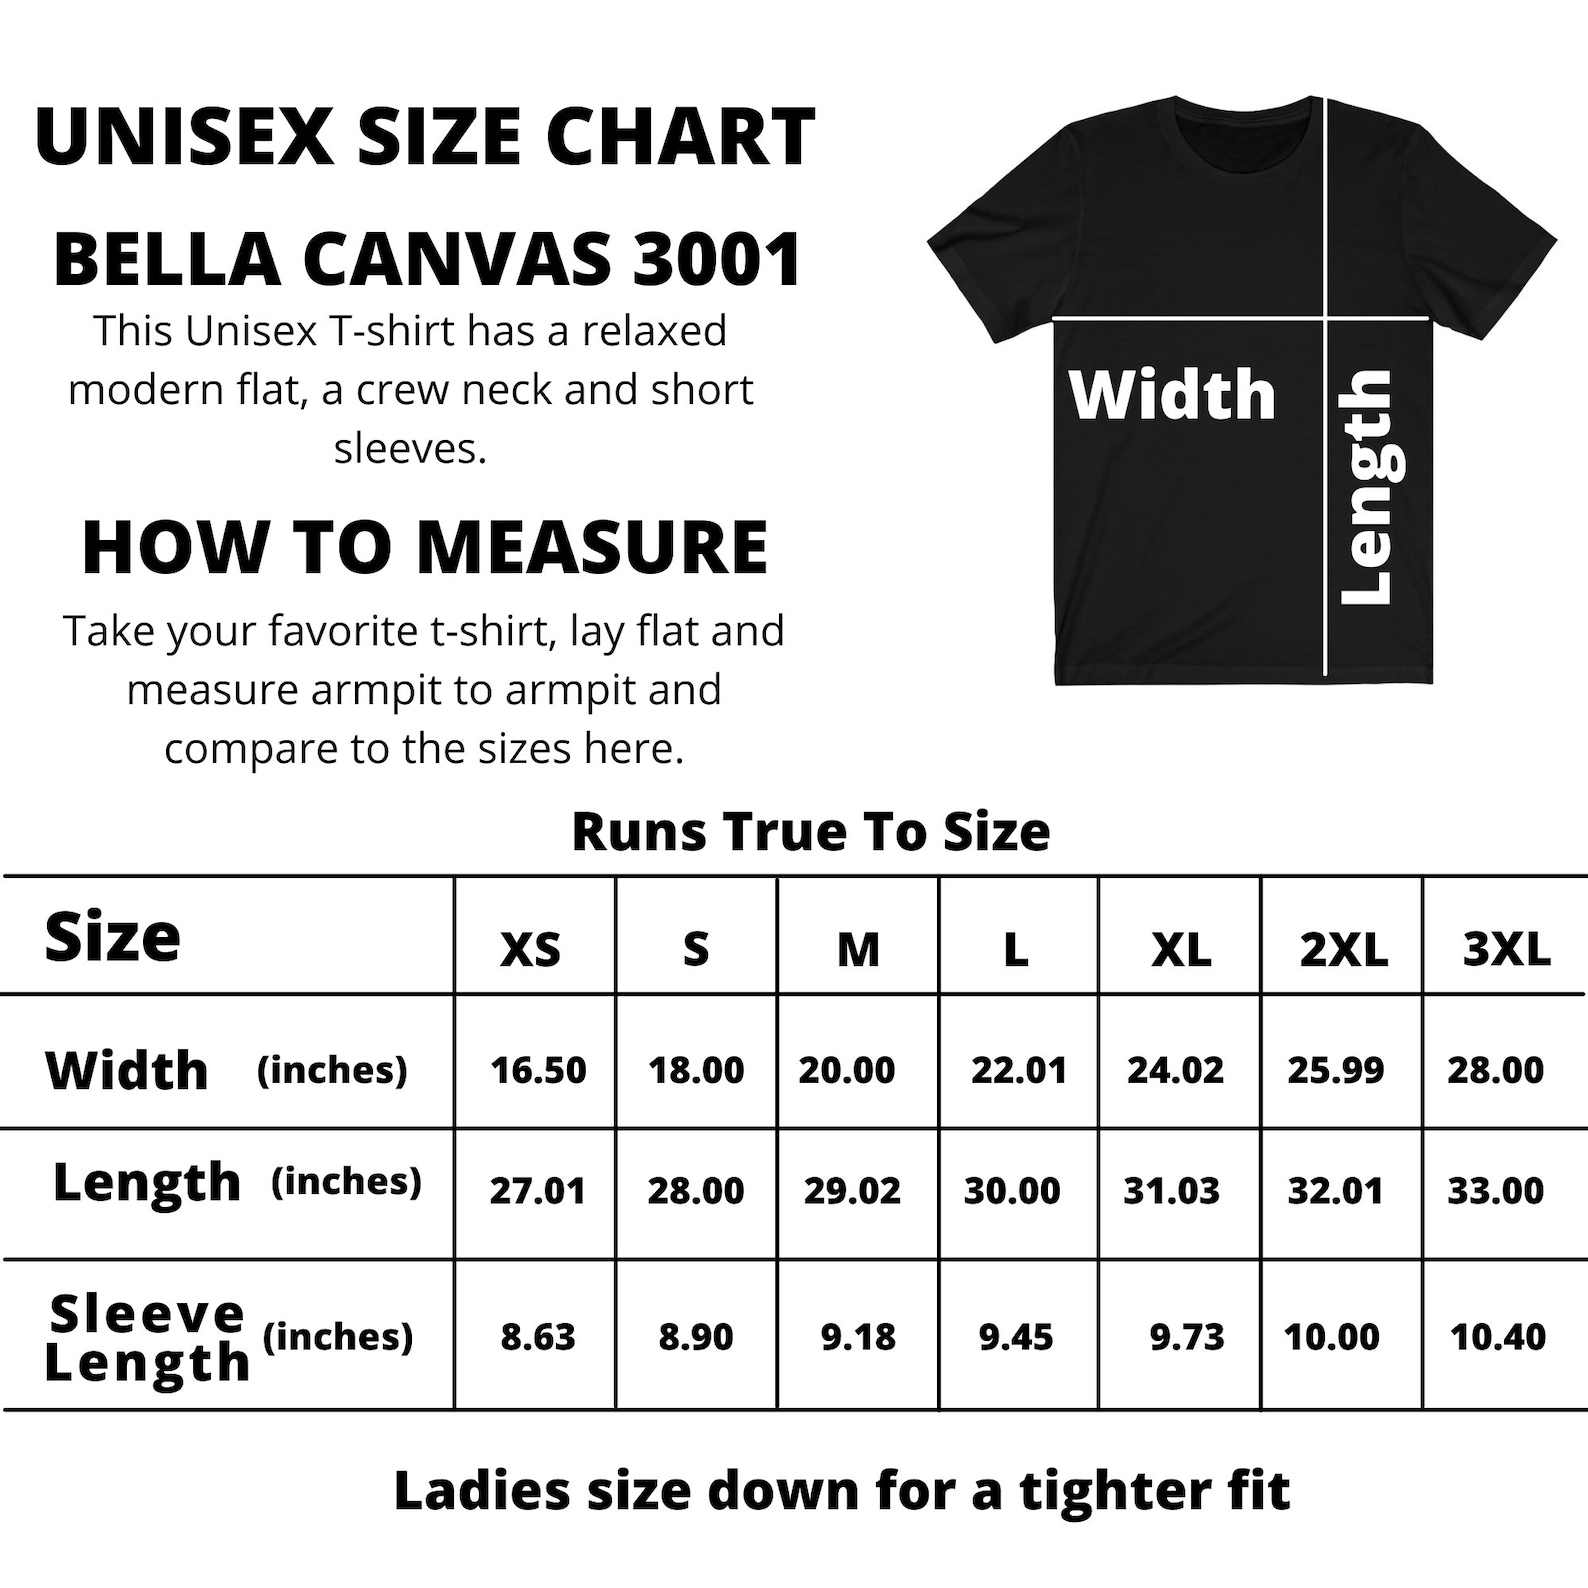 UNISEX SIZE CHART
BELLA CANVAS 3001
This Unisex T-shirt has a relaxed
modern flat, a crew neck and short
sleeves.
HOW TO MEASURE
Take your favorite t-shirt, lay flat and
measure armpit to armpit and
compare to the sizes here.
Width
Length
Runs True To Size
Size XS S M L XL 2XL 3XL
Width (inches) 16.50 18.00 20.00 22.01 24.02 25.99 28.00
Length (inches) 27.01 28.00 29.02 30.00 31.03 32.01 33.00
Sleeve
Length (inches) 8.63 8.90 9.18 9.45 9.73 10.00 10.40
Ladies size down for a tighter fit